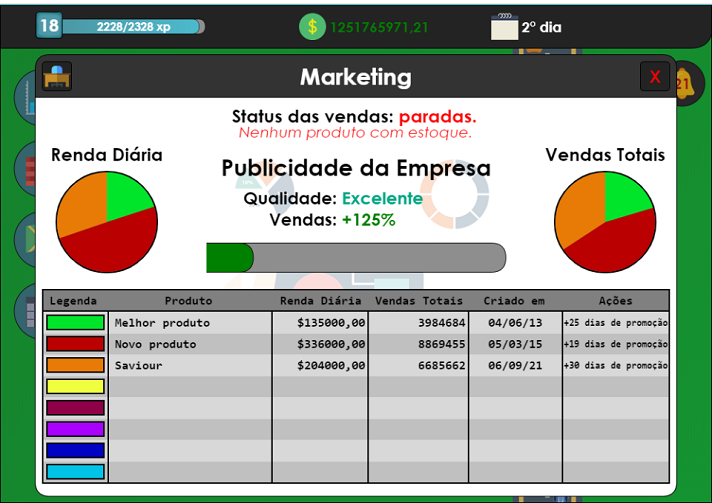 18 2228/2328 xp $ 1251765971,21 2º dia
Marketing X
21
Status das vendas: paradas.
Nenhum produto com estoque.
Renda Diária
Publicidade da Empresa
Vendas Totais
Qualidade: Excelente
Vendas: +125%
Legenda Produto Renda Diária Vendas Totais Criado em Ações
Melhor produto $135000,00 3984684 04/06/13 +25 dias de promoção
Novo produto $336000,00 8869455 05/03/15 +19 dias de promoção
Saviour $204000,00 6685662 06/09/21 +30 dias de promoção